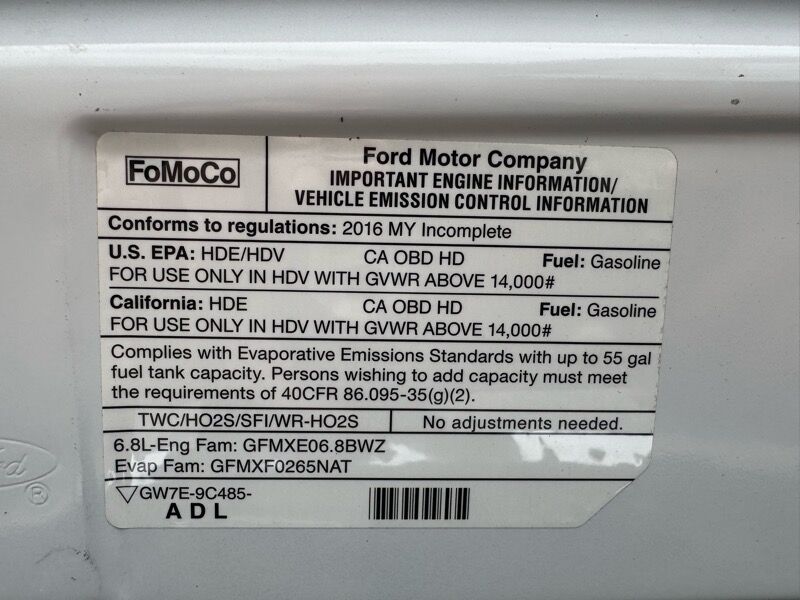 FoMoCo
Ford Motor Company
IMPORTANT ENGINE INFORMATION/
VEHICLE EMISSION CONTROL INFORMATION
Conforms to regulations: 2016 MY Incomplete
U.S. EPA: HDE/HDV CA OBD HD Fuel: Gasoline
FOR USE ONLY IN HDV WITH GVWR ABOVE 14,000#
California: HDE CA OBD HD Fuel: Gasoline
FOR USE ONLY IN HDV WITH GVWR ABOVE 14,000#
Complies with Evaporative Emissions Standards with up to 55 gal
fuel tank capacity. Persons wishing to add capacity must meet
the requirements of 40CFR 86.095-35(g)(2).
TWC/HO2S/SFI/WR-HO2S No adjustments needed.
6.8L-Eng Fam: GFMXE06.8BWZ
Evap Fam: GFMXF0265NAT
GW7E-9C485-
A D L
®